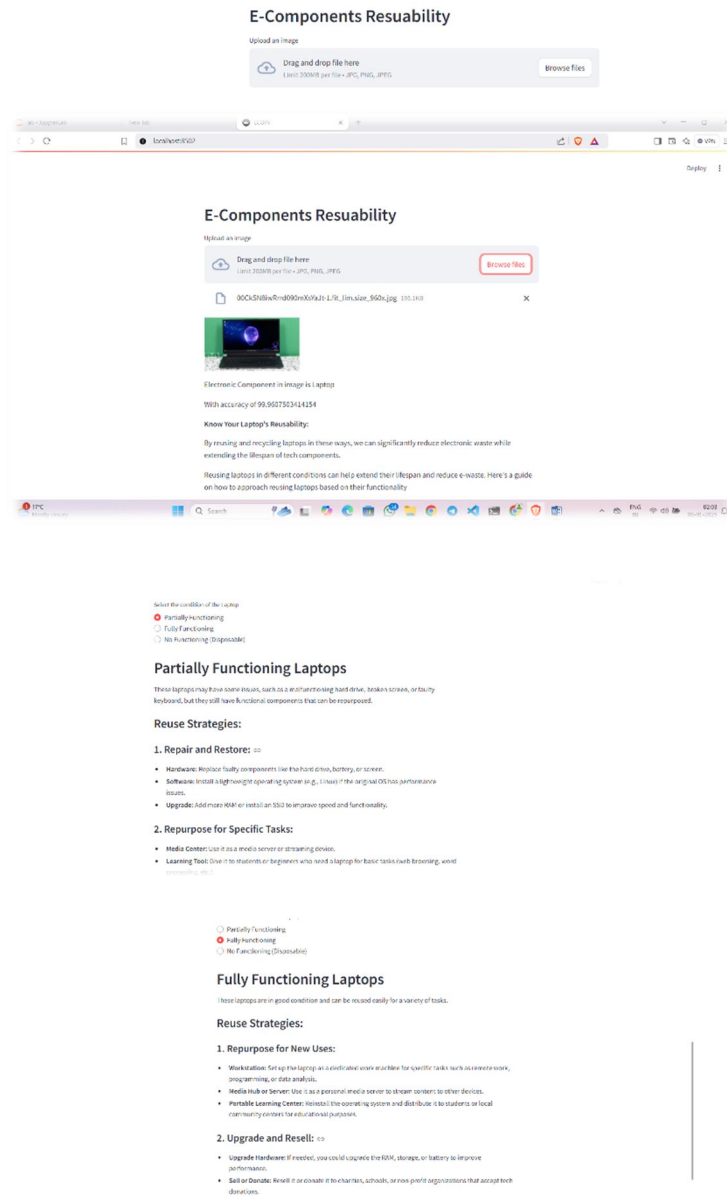 E-Components Resuability
Upload an image
Drag and drop file here
Limit 200MB per file • JPG, PNG, JPEG
Browse files
localhost:8502
VPN
Deploy
E-Components Resuability
Upload an image
Drag and drop file here
Limit 200MB per file • JPG, PNG, JPEG
Browse files
Electronic Component in image is Laptop
With accuracy of 99.9607503414154
Know Your Laptop's Reusability:
By reusing and recycling laptops in these ways, we can significantly reduce electronic waste while
extending the lifespan of tech components.
Reusing laptops in different conditions can help extend their lifespan and reduce e-waste. Here's a guide
on how to approach reusing laptops based on their functionality
17°C
Search
ENG
02:03
Select the condition of the Laptop
Partially Functioning
Fully Functioning
No Functioning (Disposable)
Partially Functioning Laptops
These laptops may have some issues, such as a malfunctioning hard drive, broken screen, or faulty
keyboard, but they still have functional components that can be repurposed.
Reuse Strategies:
1. Repair and Restore:
• Hardware: Replace faulty components like the hard drive, battery, or screen.
• Software: Install a lightweight operating system (e.g., Linux) if the original OS has performance
issues.
• Upgrade: Add more RAM or install an SSD to improve speed and functionality.
2. Repurpose for Specific Tasks:
• Media Center: Use it as a media server or streaming device.
• Learning Tool: Give it to students or beginners who need a laptop for basic tasks (web browsing, word
processing, etc.).
Partially Functioning
Fully Functioning
No Functioning (Disposable)
Fully Functioning Laptops
These laptops are in good condition and can be reused easily for a variety of tasks.
Reuse Strategies:
1. Repurpose for New Uses:
• Workstation: Set up the laptop as a dedicated work machine for specific tasks such as remote work,
programming, or data analysis.
• Media Hub or Server: Use it as a personal media server to stream content to other devices.
• Portable Learning Center: Reinstall the operating system and distribute it to students or local
community centers for educational purposes.
2. Upgrade and Resell:
• Upgrade Hardware: If needed, you could upgrade the RAM, storage, or battery to improve
performance.
• Sell or Donate: Resell it or donate it to charities, schools, or non-profit organizations that accept tech
donations.